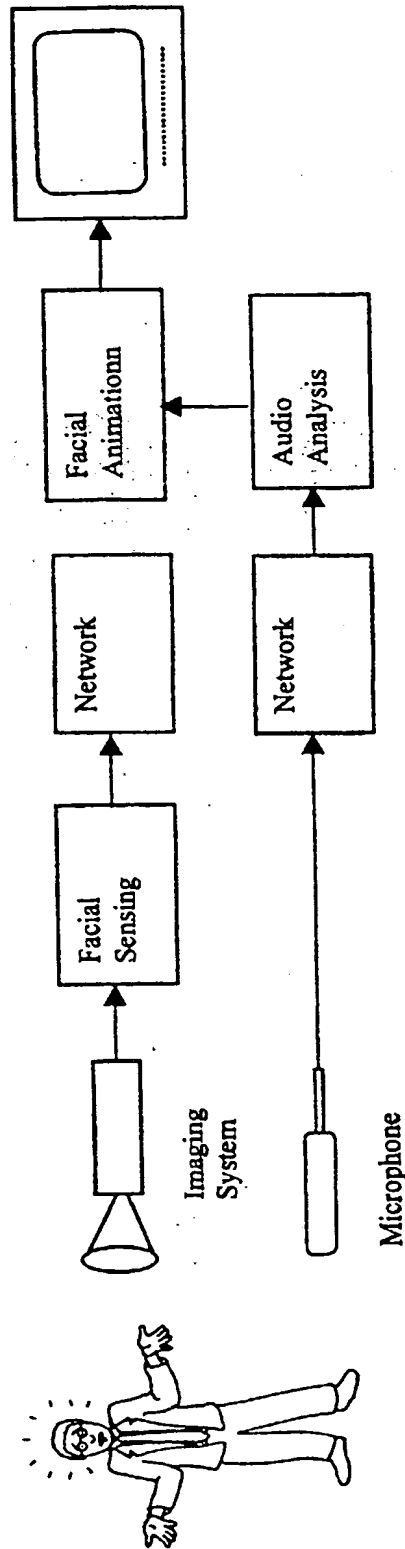 Imaging
System
Facial
Sensing
Network
Facial
Animationn
Microphone
Network
Audio
Analysis